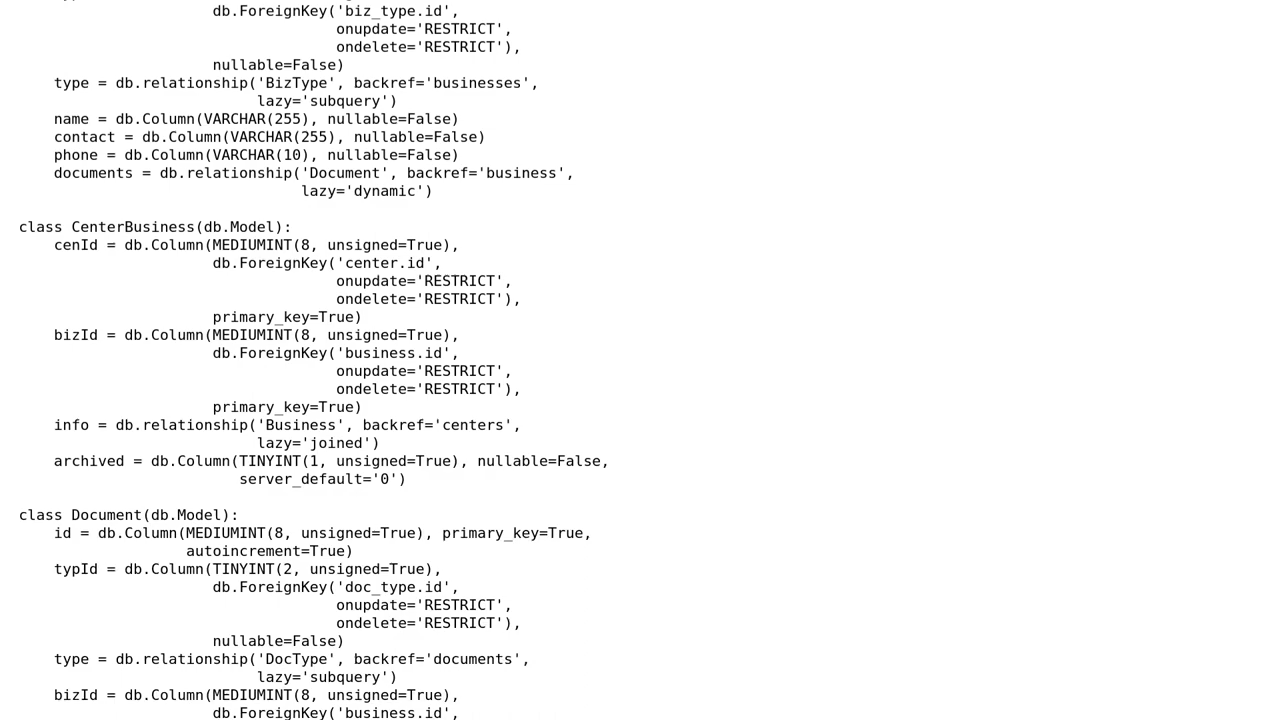 db.ForeignKey('biz_type.id',
onupdate='RESTRICT',
ondelete='RESTRICT'),
nullable=False)
type = db.relationship('BizType', backref='businesses',
lazy='subquery')
name = db.Column(VARCHAR(255), nullable=False)
contact = db.Column(VARCHAR(255), nullable=False)
phone = db.Column(VARCHAR(10), nullable=False)
documents = db.relationship('Document', backref='business',
lazy='dynamic')
class CenterBusiness(db.Model):
cenId = db.Column(MEDIUMINT(8, unsigned=True),
db.ForeignKey('center.id',
onupdate='RESTRICT',
ondelete='RESTRICT'),
primary_key=True)
bizId = db.Column(MEDIUMINT(8, unsigned=True),
db.ForeignKey('business.id',
onupdate='RESTRICT',
ondelete='RESTRICT'),
primary_key=True)
info = db.relationship('Business', backref='centers',
lazy='joined')
archived = db.Column(TINYINT(1, unsigned=True), nullable=False,
server_default='0')
class Document(db.Model):
id = db.Column(MEDIUMINT(8, unsigned=True), primary_key=True,
autoincrement=True)
typId = db.Column(TINYINT(2, unsigned=True),
db.ForeignKey('doc_type.id',
onupdate='RESTRICT',
ondelete='RESTRICT'),
nullable=False)
type = db.relationship('DocType', backref='documents',
lazy='subquery')
bizId = db.Column(MEDIUMINT(8, unsigned=True),
db.ForeignKey('business.id',